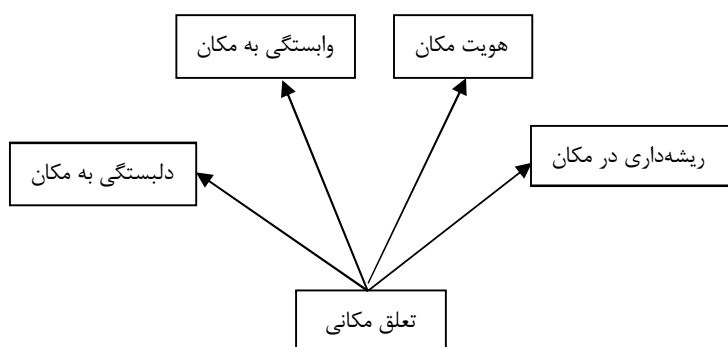 هویت مکان
وابستگی به مکان
ریشه‌داری در مکان
دلبستگی به مکان
تعلق مکانی